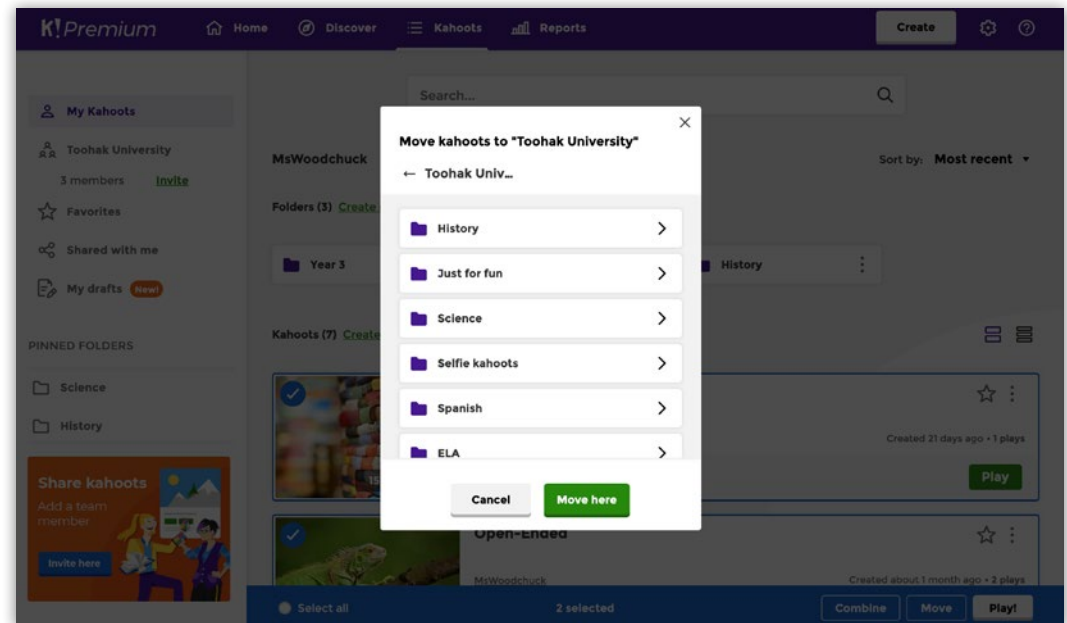 K! Premium
Home
Discover
Kahoots
Reports
Create
Search...
My Kahoots
Toohak University
3 members Invite
Favorites
Shared with me
My drafts New!
PINNED FOLDERS
Science
History
Share kahoots
Add a team
member
Invite here
MsWoodchuck
Sort by: Most recent
Folders (3) Create
Year 3
History
Kahoots (7) Create
Move kahoots to "Toohak University"
← Toohak Univ...
History
Just for fun
Science
Selfie kahoots
Spanish
ELA
Cancel
Move here
15
Created 21 days ago • 1 plays
Play
Open-Ended
MsWoodchuck
Created about 1 month ago • 2 plays
Select all
2 selected
Combine
Move
Play!